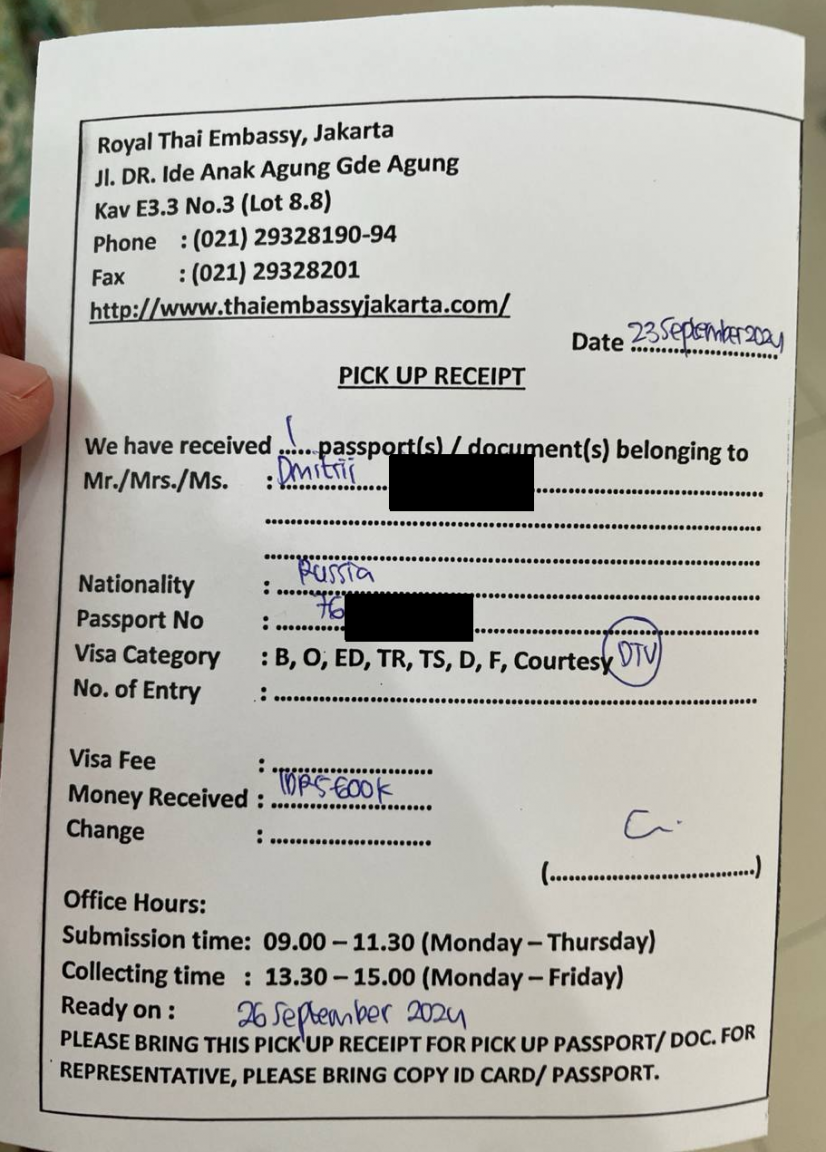 Royal Thai Embassy, Jakarta
Jl. DR. Ide Anak Agung Gde Agung
Kav E3.3 No.3 (Lot 8.8)
Phone : (021) 29328190-94
Fax : (021) 29328201
http://www.thaiembassyjakarta.com/
Date 23 September 2024
PICK UP RECEIPT
We have received 1 passport(s) / document(s) belonging to
Mr./Mrs./Ms. : Dmitrii
Nationality : Russia
Passport No : 76
Visa Category : B, O, ED, TR, TS, D, F, Courtesy DTV
No. of Entry :
Visa Fee :
Money Received : IDR 5600K
Change :
(....................................)
Office Hours:
Submission time: 09.00 – 11.30 (Monday – Thursday)
Collecting time : 13.30 – 15.00 (Monday – Friday)
Ready on : 26 September 2024
PLEASE BRING THIS PICK UP RECEIPT FOR PICK UP PASSPORT/ DOC. FOR
REPRESENTATIVE, PLEASE BRING COPY ID CARD/ PASSPORT.